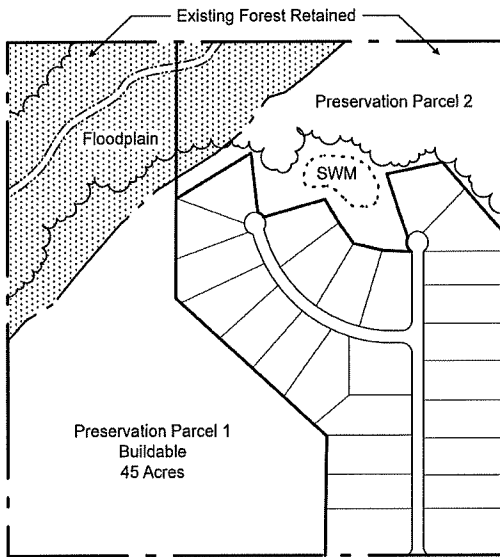 Existing Forest Retained
Preservation Parcel 2
Floodplain
SWM
Preservation Parcel 1
Buildable
45 Acres